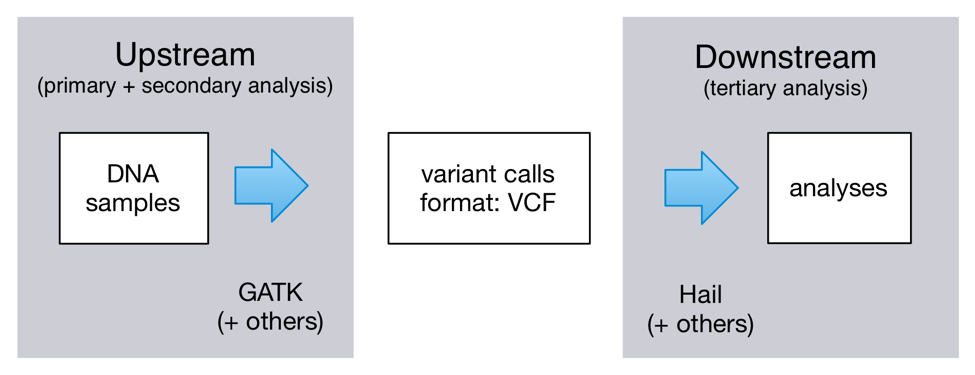 Upstream
(primary + secondary analysis)
DNA
samples
GATK
(+ others)
variant calls
format: VCF
Downstream
(tertiary analysis)
analyses
Hail
(+ others)